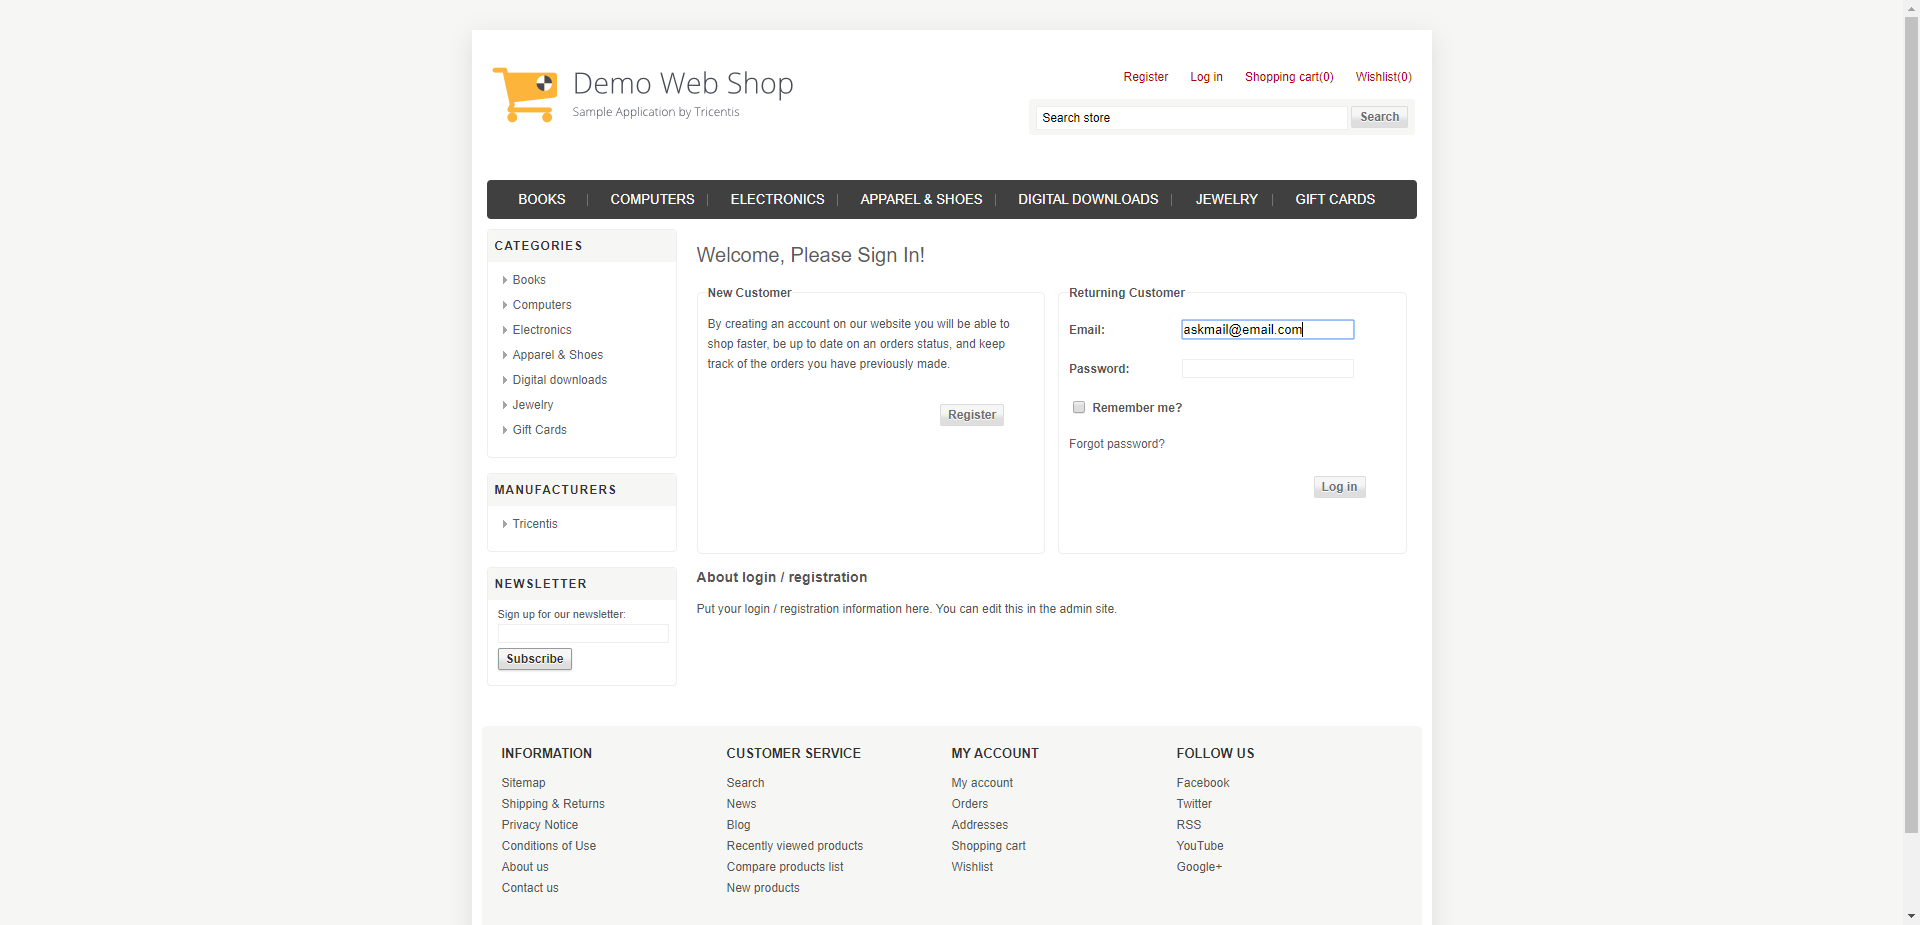 Demo Web Shop
Sample Application by Tricentis
Register Log in Shopping cart(0) Wishlist(0)
Search store Search
BOOKS COMPUTERS ELECTRONICS APPAREL & SHOES DIGITAL DOWNLOADS JEWELRY GIFT CARDS
CATEGORIES
Books
Computers
Electronics
Apparel & Shoes
Digital downloads
Jewelry
Gift Cards
MANUFACTURERS
Tricentis
NEWSLETTER
Sign up for our newsletter:
Subscribe
Welcome, Please Sign In!
New Customer
By creating an account on our website you will be able to
shop faster, be up to date on an orders status, and keep
track of the orders you have previously made.
Register
Returning Customer
Email: askmail@email.com
Password:
Remember me?
Forgot password?
Log in
About login / registration
Put your login / registration information here. You can edit this in the admin site.
INFORMATION
Sitemap
Shipping & Returns
Privacy Notice
Conditions of Use
About us
Contact us
CUSTOMER SERVICE
Search
News
Blog
Recently viewed products
Compare products list
New products
MY ACCOUNT
My account
Orders
Addresses
Shopping cart
Wishlist
FOLLOW US
Facebook
Twitter
RSS
YouTube
Google+